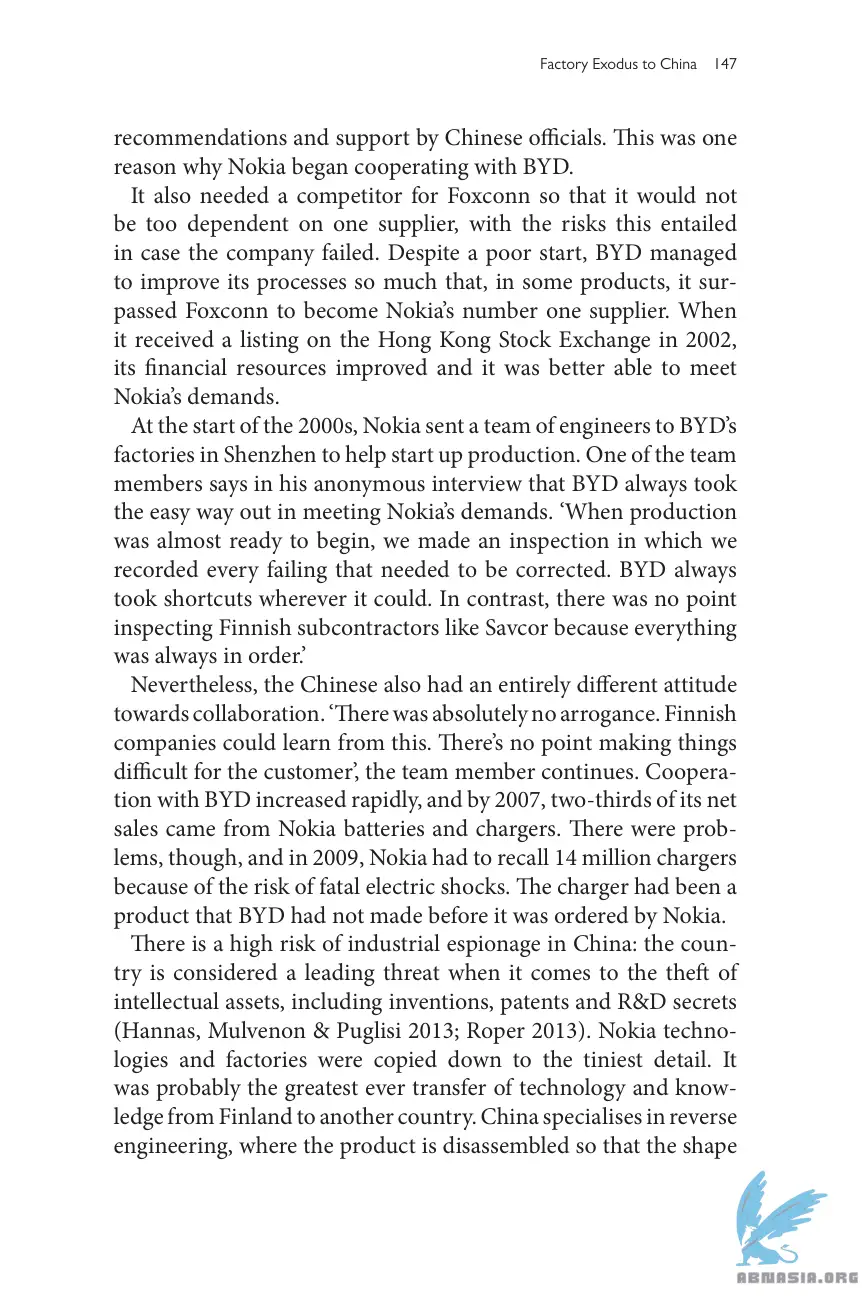 Factory Exodus to China 147
recommendations and support by Chinese officials. This was one
reason why Nokia began cooperating with BYD.
It also needed a competitor for Foxconn so that it would not
be too dependent on one supplier, with the risks this entailed
in case the company failed. Despite a poor start, BYD managed
to improve its processes so much that, in some products, it sur-
passed Foxconn to become Nokia’s number one supplier. When
it received a listing on the Hong Kong Stock Exchange in 2002,
its financial resources improved and it was better able to meet
Nokia’s demands.
At the start of the 2000s, Nokia sent a team of engineers to BYD’s
factories in Shenzhen to help start up production. One of the team
members says in his anonymous interview that BYD always took
the easy way out in meeting Nokia’s demands. ‘When production
was almost ready to begin, we made an inspection in which we
recorded every failing that needed to be corrected. BYD always
took shortcuts wherever it could. In contrast, there was no point
inspecting Finnish subcontractors like Savcor because everything
was always in order.’
Nevertheless, the Chinese also had an entirely different attitude
towards collaboration. ‘There was absolutely no arrogance. Finnish
companies could learn from this. There’s no point making things
difficult for the customer’, the team member continues. Coopera-
tion with BYD increased rapidly, and by 2007, two-thirds of its net
sales came from Nokia batteries and chargers. There were prob-
lems, though, and in 2009, Nokia had to recall 14 million chargers
because of the risk of fatal electric shocks. The charger had been a
product that BYD had not made before it was ordered by Nokia.
There is a high risk of industrial espionage in China: the coun-
try is considered a leading threat when it comes to the theft of
intellectual assets, including inventions, patents and R&D secrets
(Hannas, Mulvenon & Puglisi 2013; Roper 2013). Nokia techno-
logies and factories were copied down to the tiniest detail. It
was probably the greatest ever transfer of technology and know-
ledge from Finland to another country. China specialises in reverse
engineering, where the product is disassembled so that the shape
ABNASIA.ORG